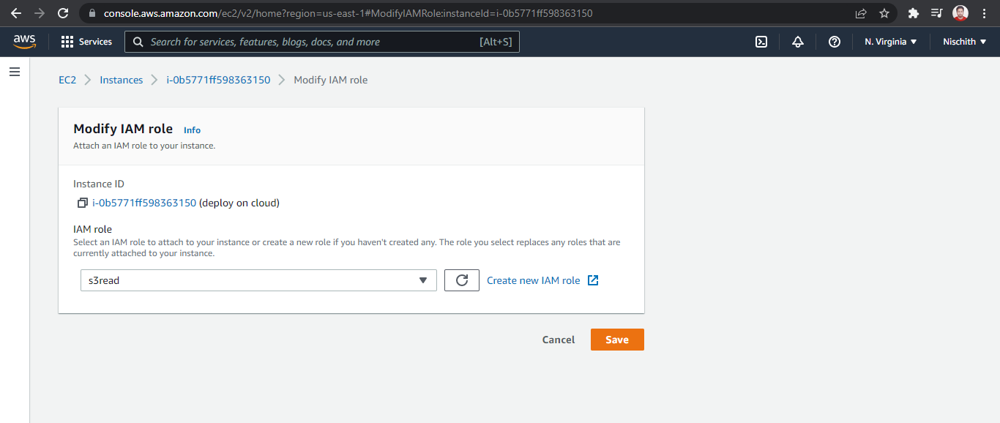 console.aws.amazon.com/ec2/v2/home?region=us-east-1#ModifyIAMRole:instanceId=i-0b5771ff598363150
aws Services Search for services, features, blogs, docs, and more [Alt+S] N. Virginia Nischith
EC2 Instances i-0b5771ff598363150 Modify IAM role
Modify IAM role Info
Attach an IAM role to your instance.
Instance ID
i-0b5771ff598363150 (deploy on cloud)
IAM role
Select an IAM role to attach to your instance or create a new role if you haven't created any. The role you select replaces any roles that are
currently attached to your instance.
s3read Create new IAM role
Cancel Save